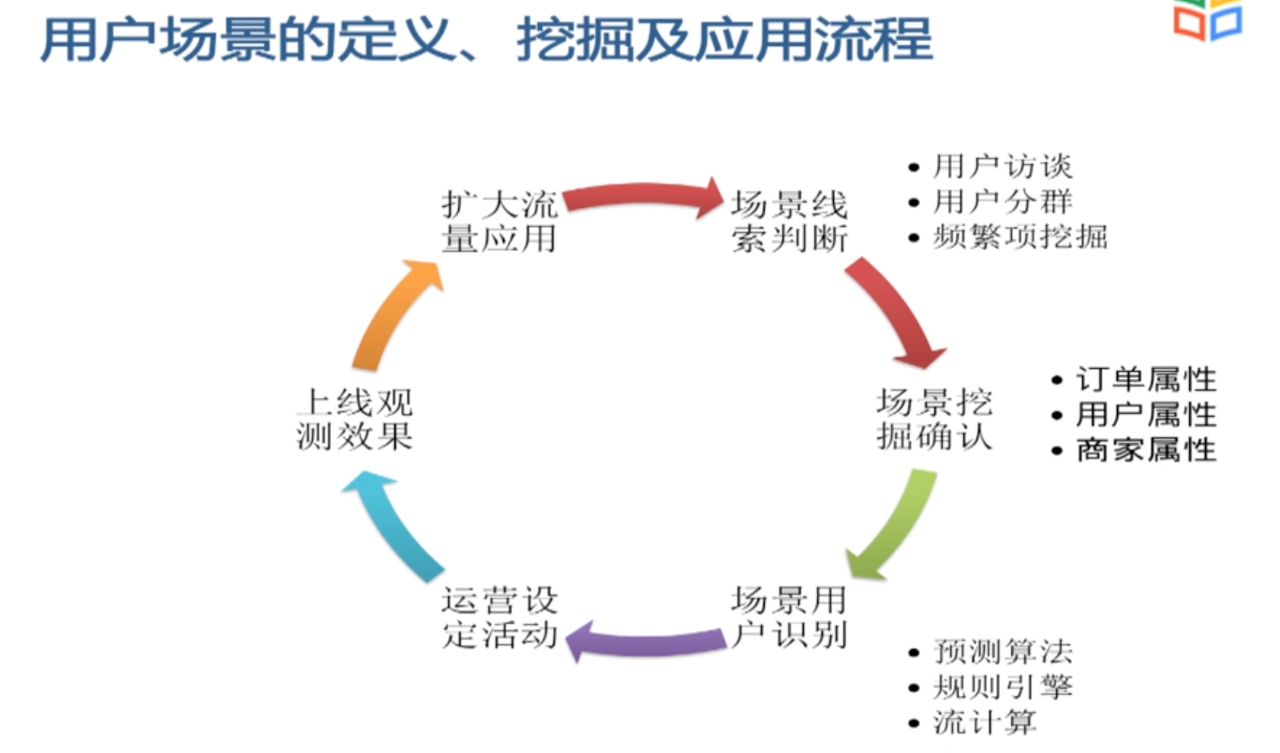 用户场景的定义、挖掘及应用流程
扩大流
量应用
场景线
索判断
• 用户访谈
• 用户分群
• 频繁项挖掘
场景挖
掘确认
• 订单属性
• 用户属性
• 商家属性
场景用
户识别
• 预测算法
• 规则引擎
• 流计算
运营设
定活动
上线观
测效果